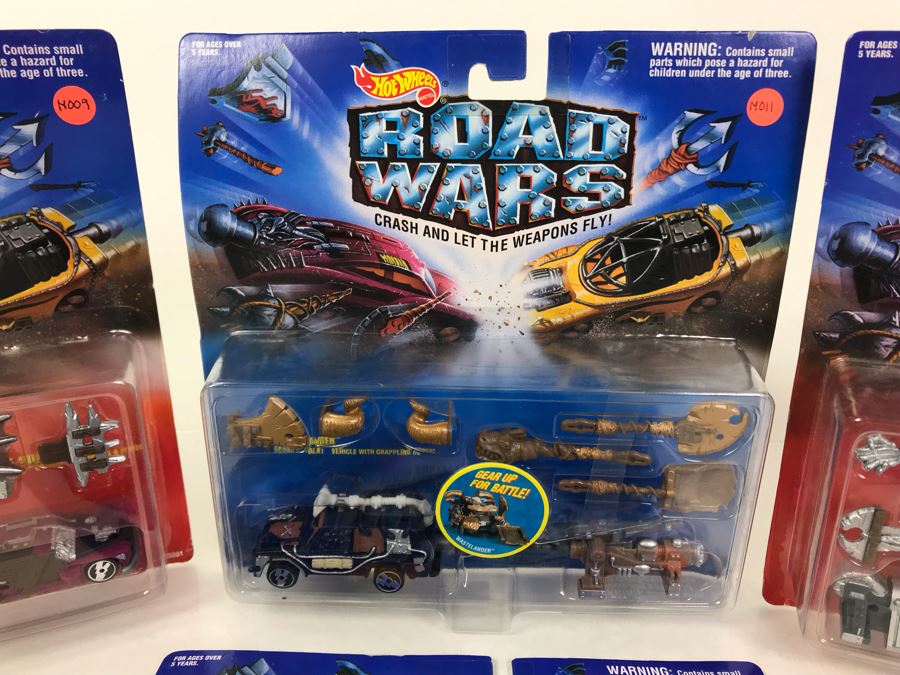 Contains small
e a hazard for
the age of three.
M009
FOR AGES OVER
5 YEARS.
HOT WHEELS
MATTEL
ROAD
WARS
™
CRASH AND LET THE WEAPONS FLY!
WARNING: Contains small
parts which pose a hazard for
children under the age of three.
M011
FOR AGES
5 YEARS.
VEHICLE WITH GRAPPLING
GEAR UP
FOR BATTLE!
WASTELANDER™
FOR AGES OVER
5 YEARS.
WARNING: Contains small